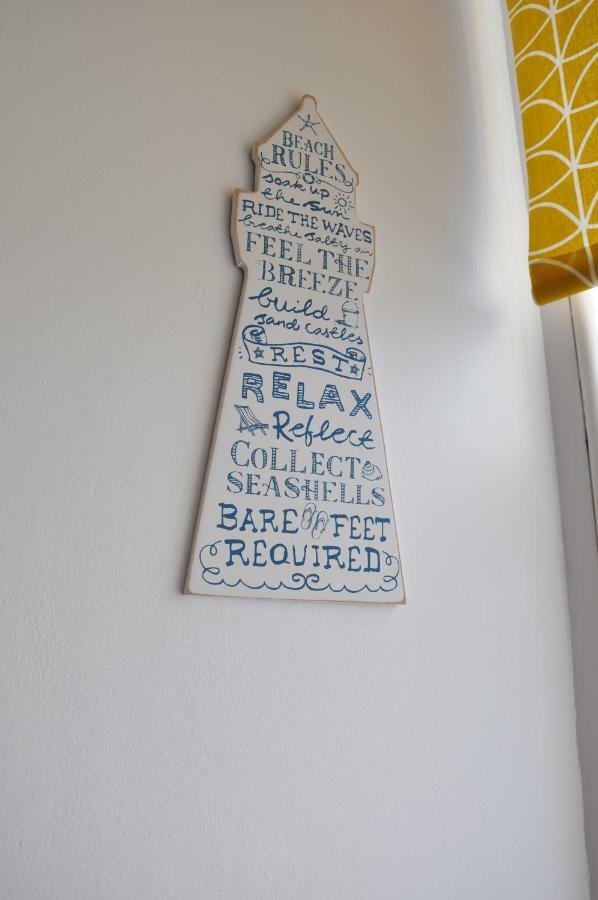 BEACH
RULES
soak up
the sun
RIDE THE WAVES
breathe salty air
FEEL THE
BREEZE
build
sand castles
REST
RELAX
Reflect
COLLECT
SEASHELLS
BARE FEET
REQUIRED